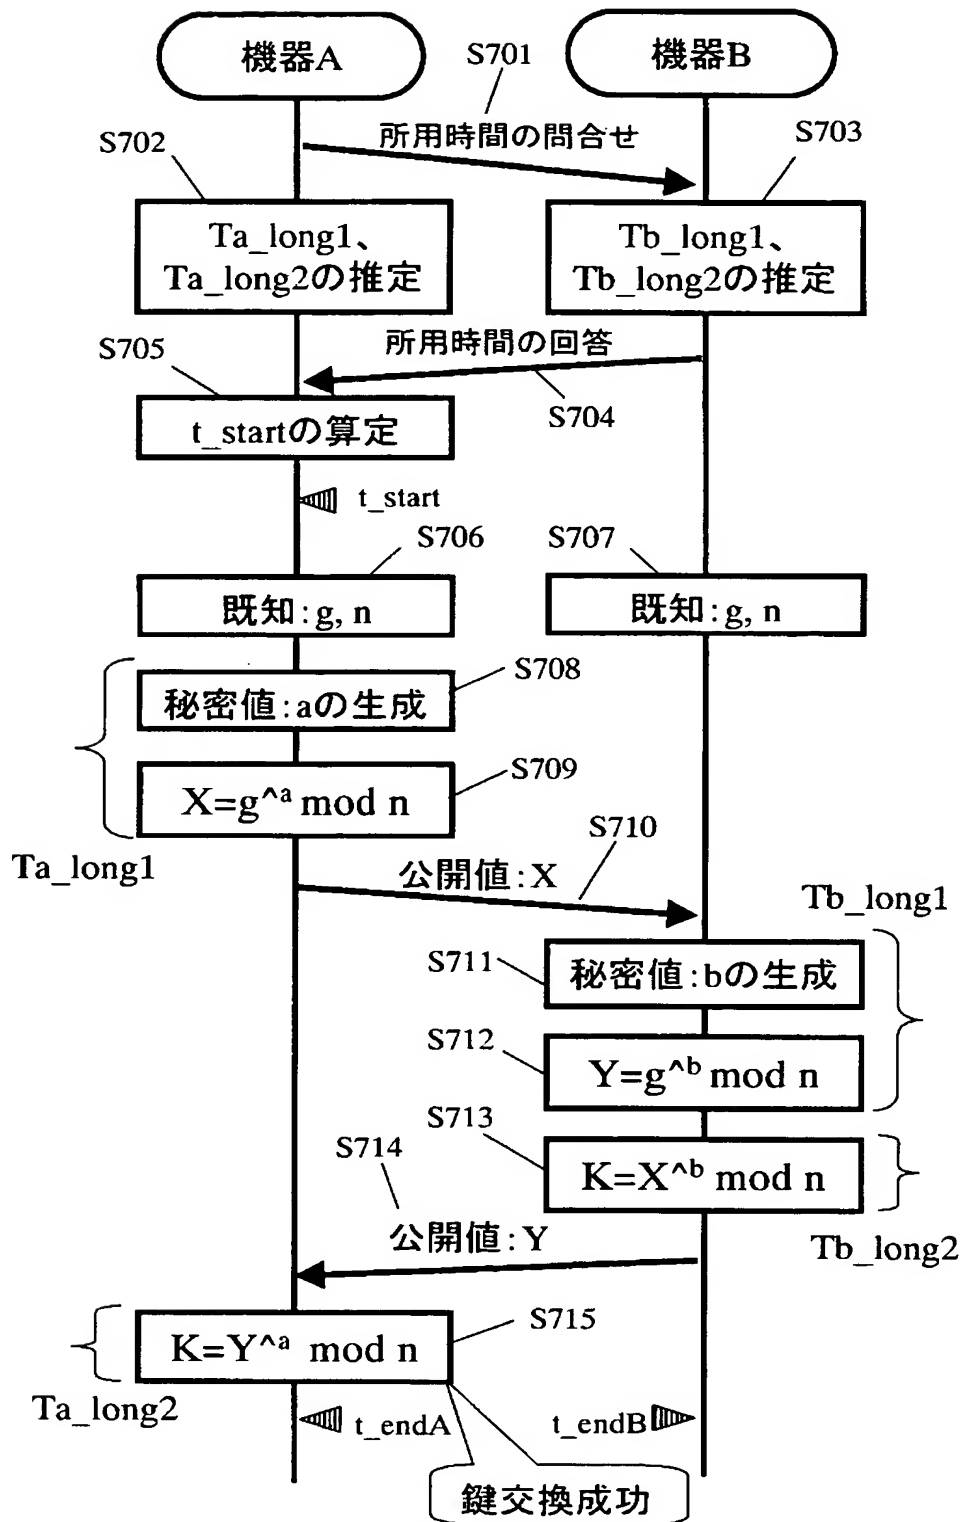 機器A
機器B
S701
所用時間の問合せ
S702
S703
Ta_long1、
Ta_long2の推定
Tb_long1、
Tb_long2の推定
所用時間の回答
S705
S704
t_startの算定
t_start
S706
S707
既知:g, n
既知:g, n
S708
秘密値:aの生成
S709
X=g^a mod n
Ta_long1
S710
公開値:X
Tb_long1
S711
秘密値:bの生成
S712
Y=g^b mod n
S713
K=X^b mod n
S714
公開値:Y
Tb_long2
S715
K=Y^a mod n
Ta_long2
t_endA
t_endB
鍵交換成功